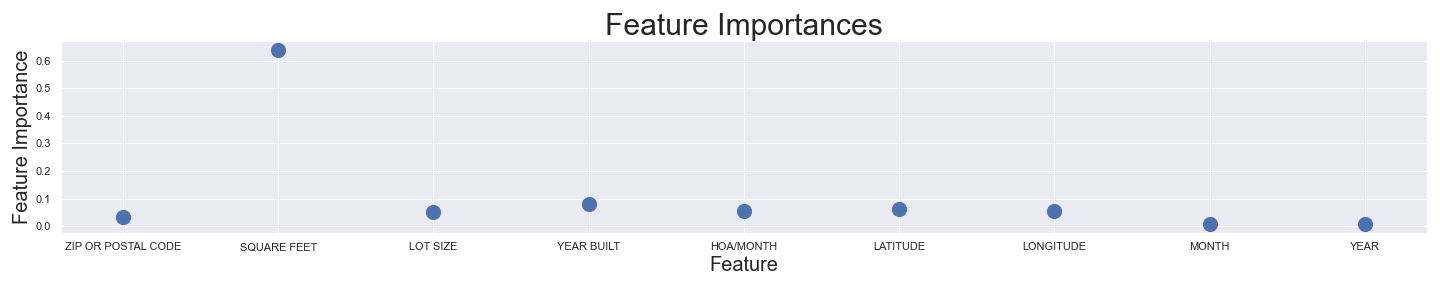 Feature Importances
Feature Importance
0.6
0.5
0.4
0.3
0.2
0.1
0.0
ZIP OR POSTAL CODE SQUARE FEET LOT SIZE YEAR BUILT HOA/MONTH LATITUDE LONGITUDE MONTH YEAR
Feature